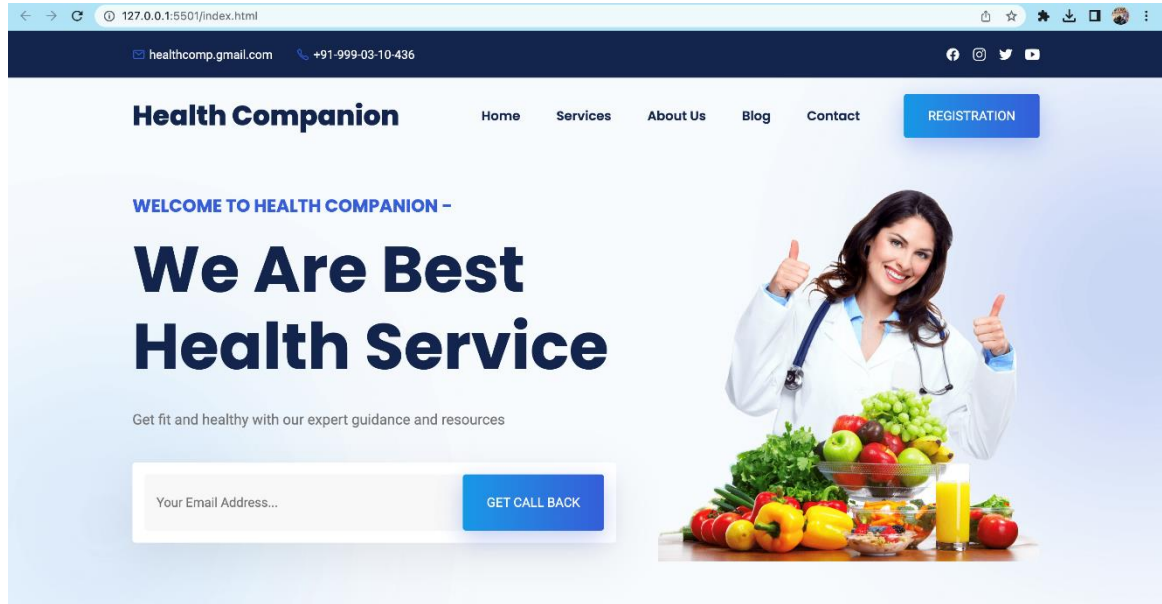 127.0.0.1:5501/index.html
healthcomp.gmail.com +91-999-03-10-436
Health Companion Home Services About Us Blog Contact REGISTRATION
WELCOME TO HEALTH COMPANION -
We Are Best
Health Service
Get fit and healthy with our expert guidance and resources
Your Email Address... GET CALL BACK